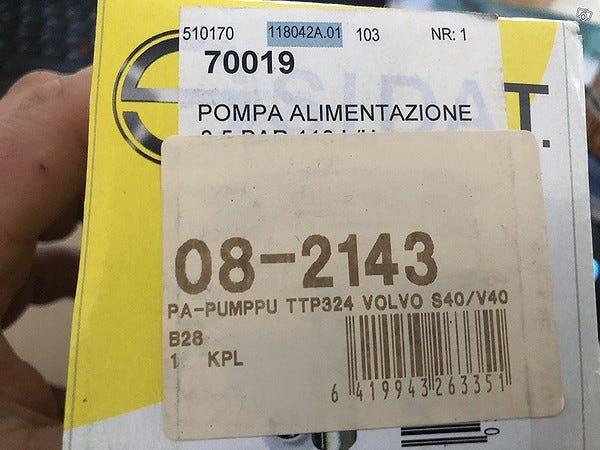 510170 118042A.01 103 NR: 1
70019
POMPA ALIMENTAZIONE
08-2143
PA-PUMPPU TTP324 VOLVO S40/V40
B28
1 KPL
6 419943 263351